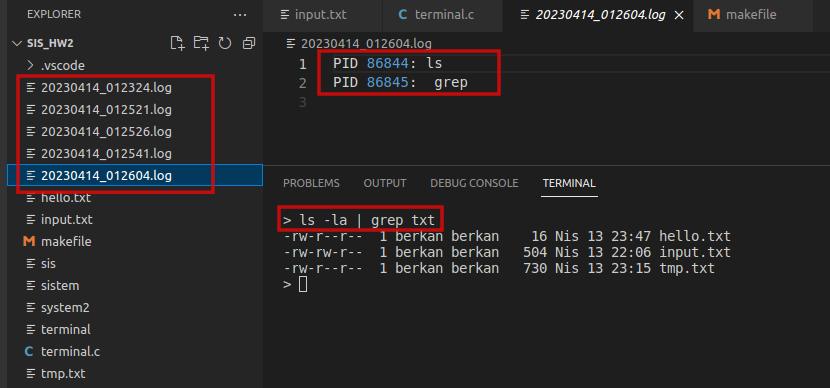 EXPLORER ...
SIS_HW2
.vscode
20230414_012324.log
20230414_012521.log
20230414_012526.log
20230414_012541.log
20230414_012604.log
hello.txt
input.txt
makefile
sis
sistem
system2
terminal
terminal.c
tmp.txt
input.txt C terminal.c 20230414_012604.log × M makefile
20230414_012604.log
1 PID 86844: ls
2 PID 86845:  grep
3
PROBLEMS OUTPUT DEBUG CONSOLE TERMINAL
> ls -la | grep txt
-rw-r--r--  1 berkan berkan    16 Nis 13 23:47 hello.txt
-rw-rw-r--  1 berkan berkan   504 Nis 13 22:06 input.txt
-rw-r--r--  1 berkan berkan   730 Nis 13 23:15 tmp.txt
>